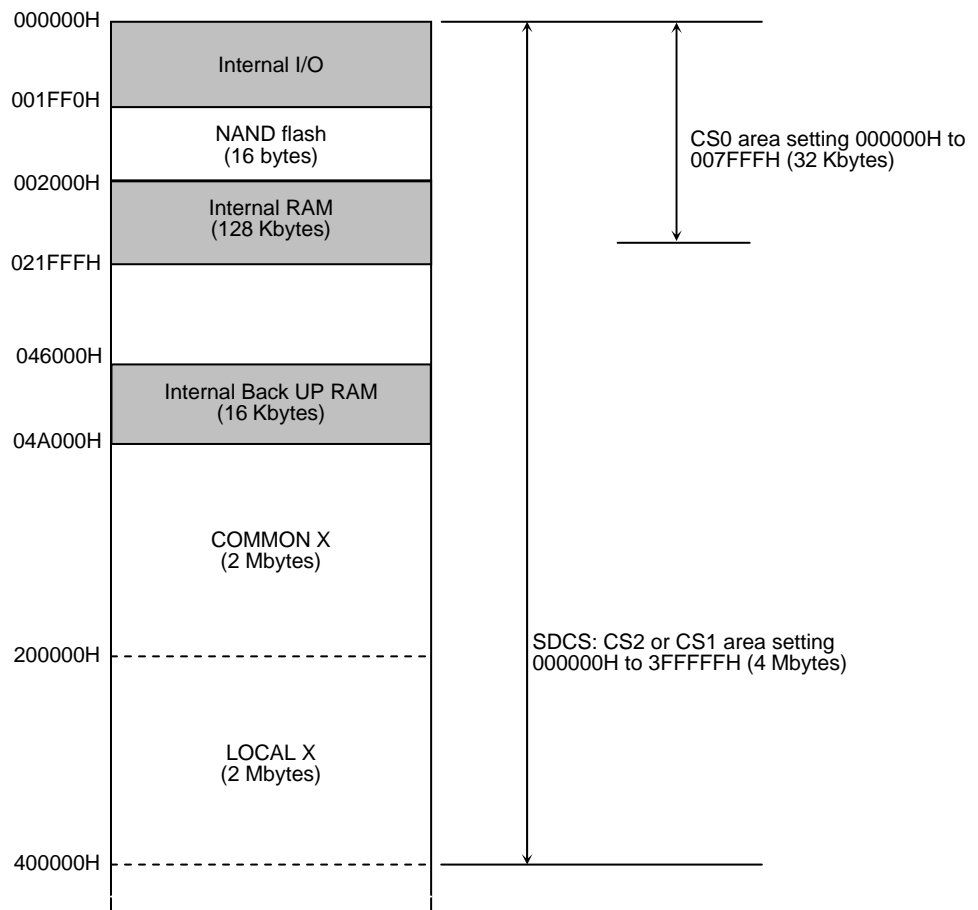 000000H
Internal I/O
001FF0H
NAND flash
(16 bytes)
002000H
Internal RAM
(128 Kbytes)
021FFFH
046000H
Internal Back UP RAM
(16 Kbytes)
04A000H
COMMON X
(2 Mbytes)
200000H
LOCAL X
(2 Mbytes)
400000H
CS0 area setting 000000H to
007FFFH (32 Kbytes)
SDCS: CS2 or CS1 area setting
000000H to 3FFFFFH (4 Mbytes)